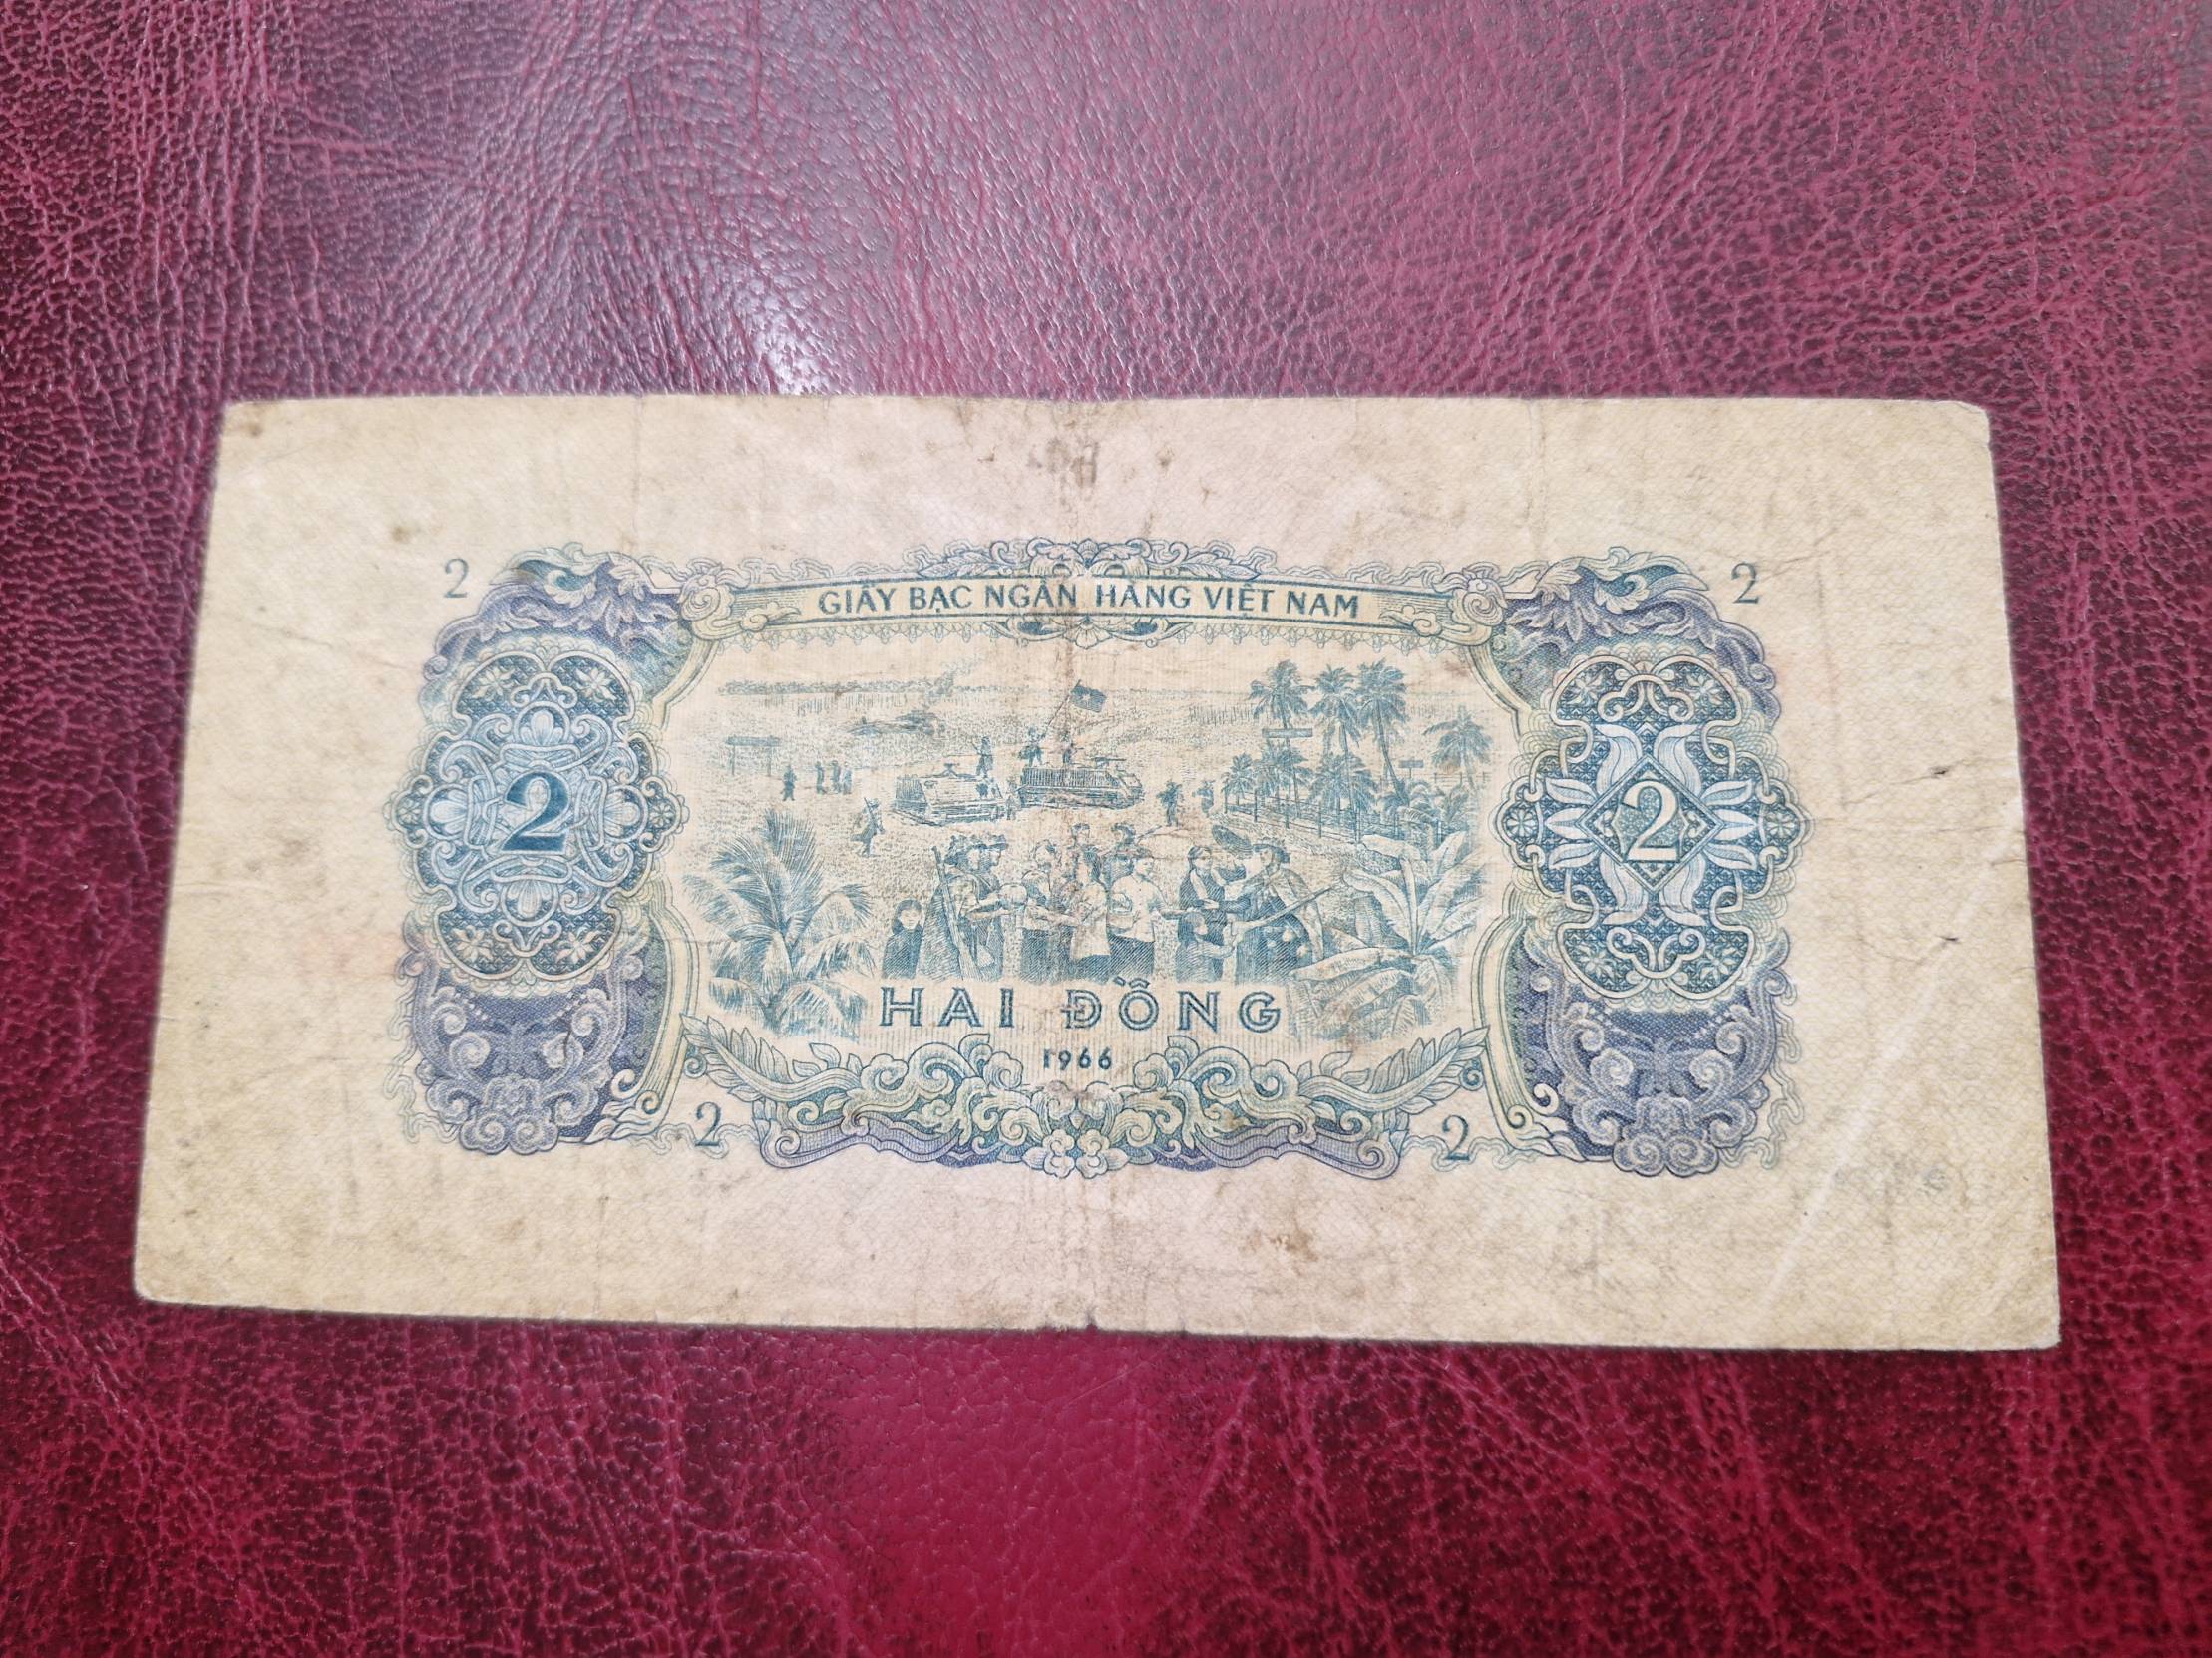 GIẤY BẠC NGÂN HÀNG VIỆT NAM
2 2
2 2
HAI ĐỒNG
1966
2 2